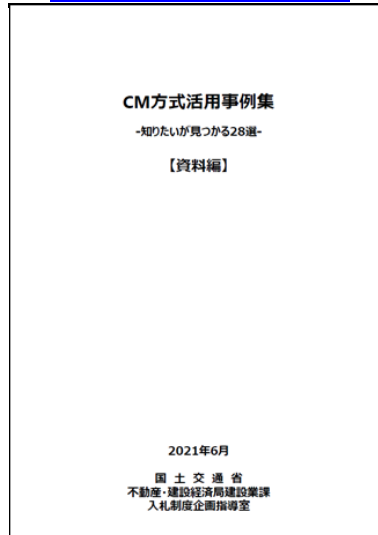 CM方式活用事例集
-知りたいが見つかる28選-
【資料編】
2021年6月
国 土 交 通 省
不動産・建設経済局建設業課
入札制度企画指導室